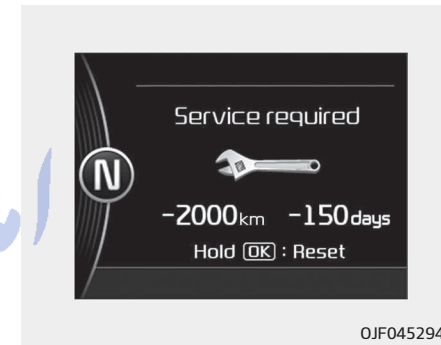 Service required
N
-2000km -150days
Hold OK : Reset
OJF045294